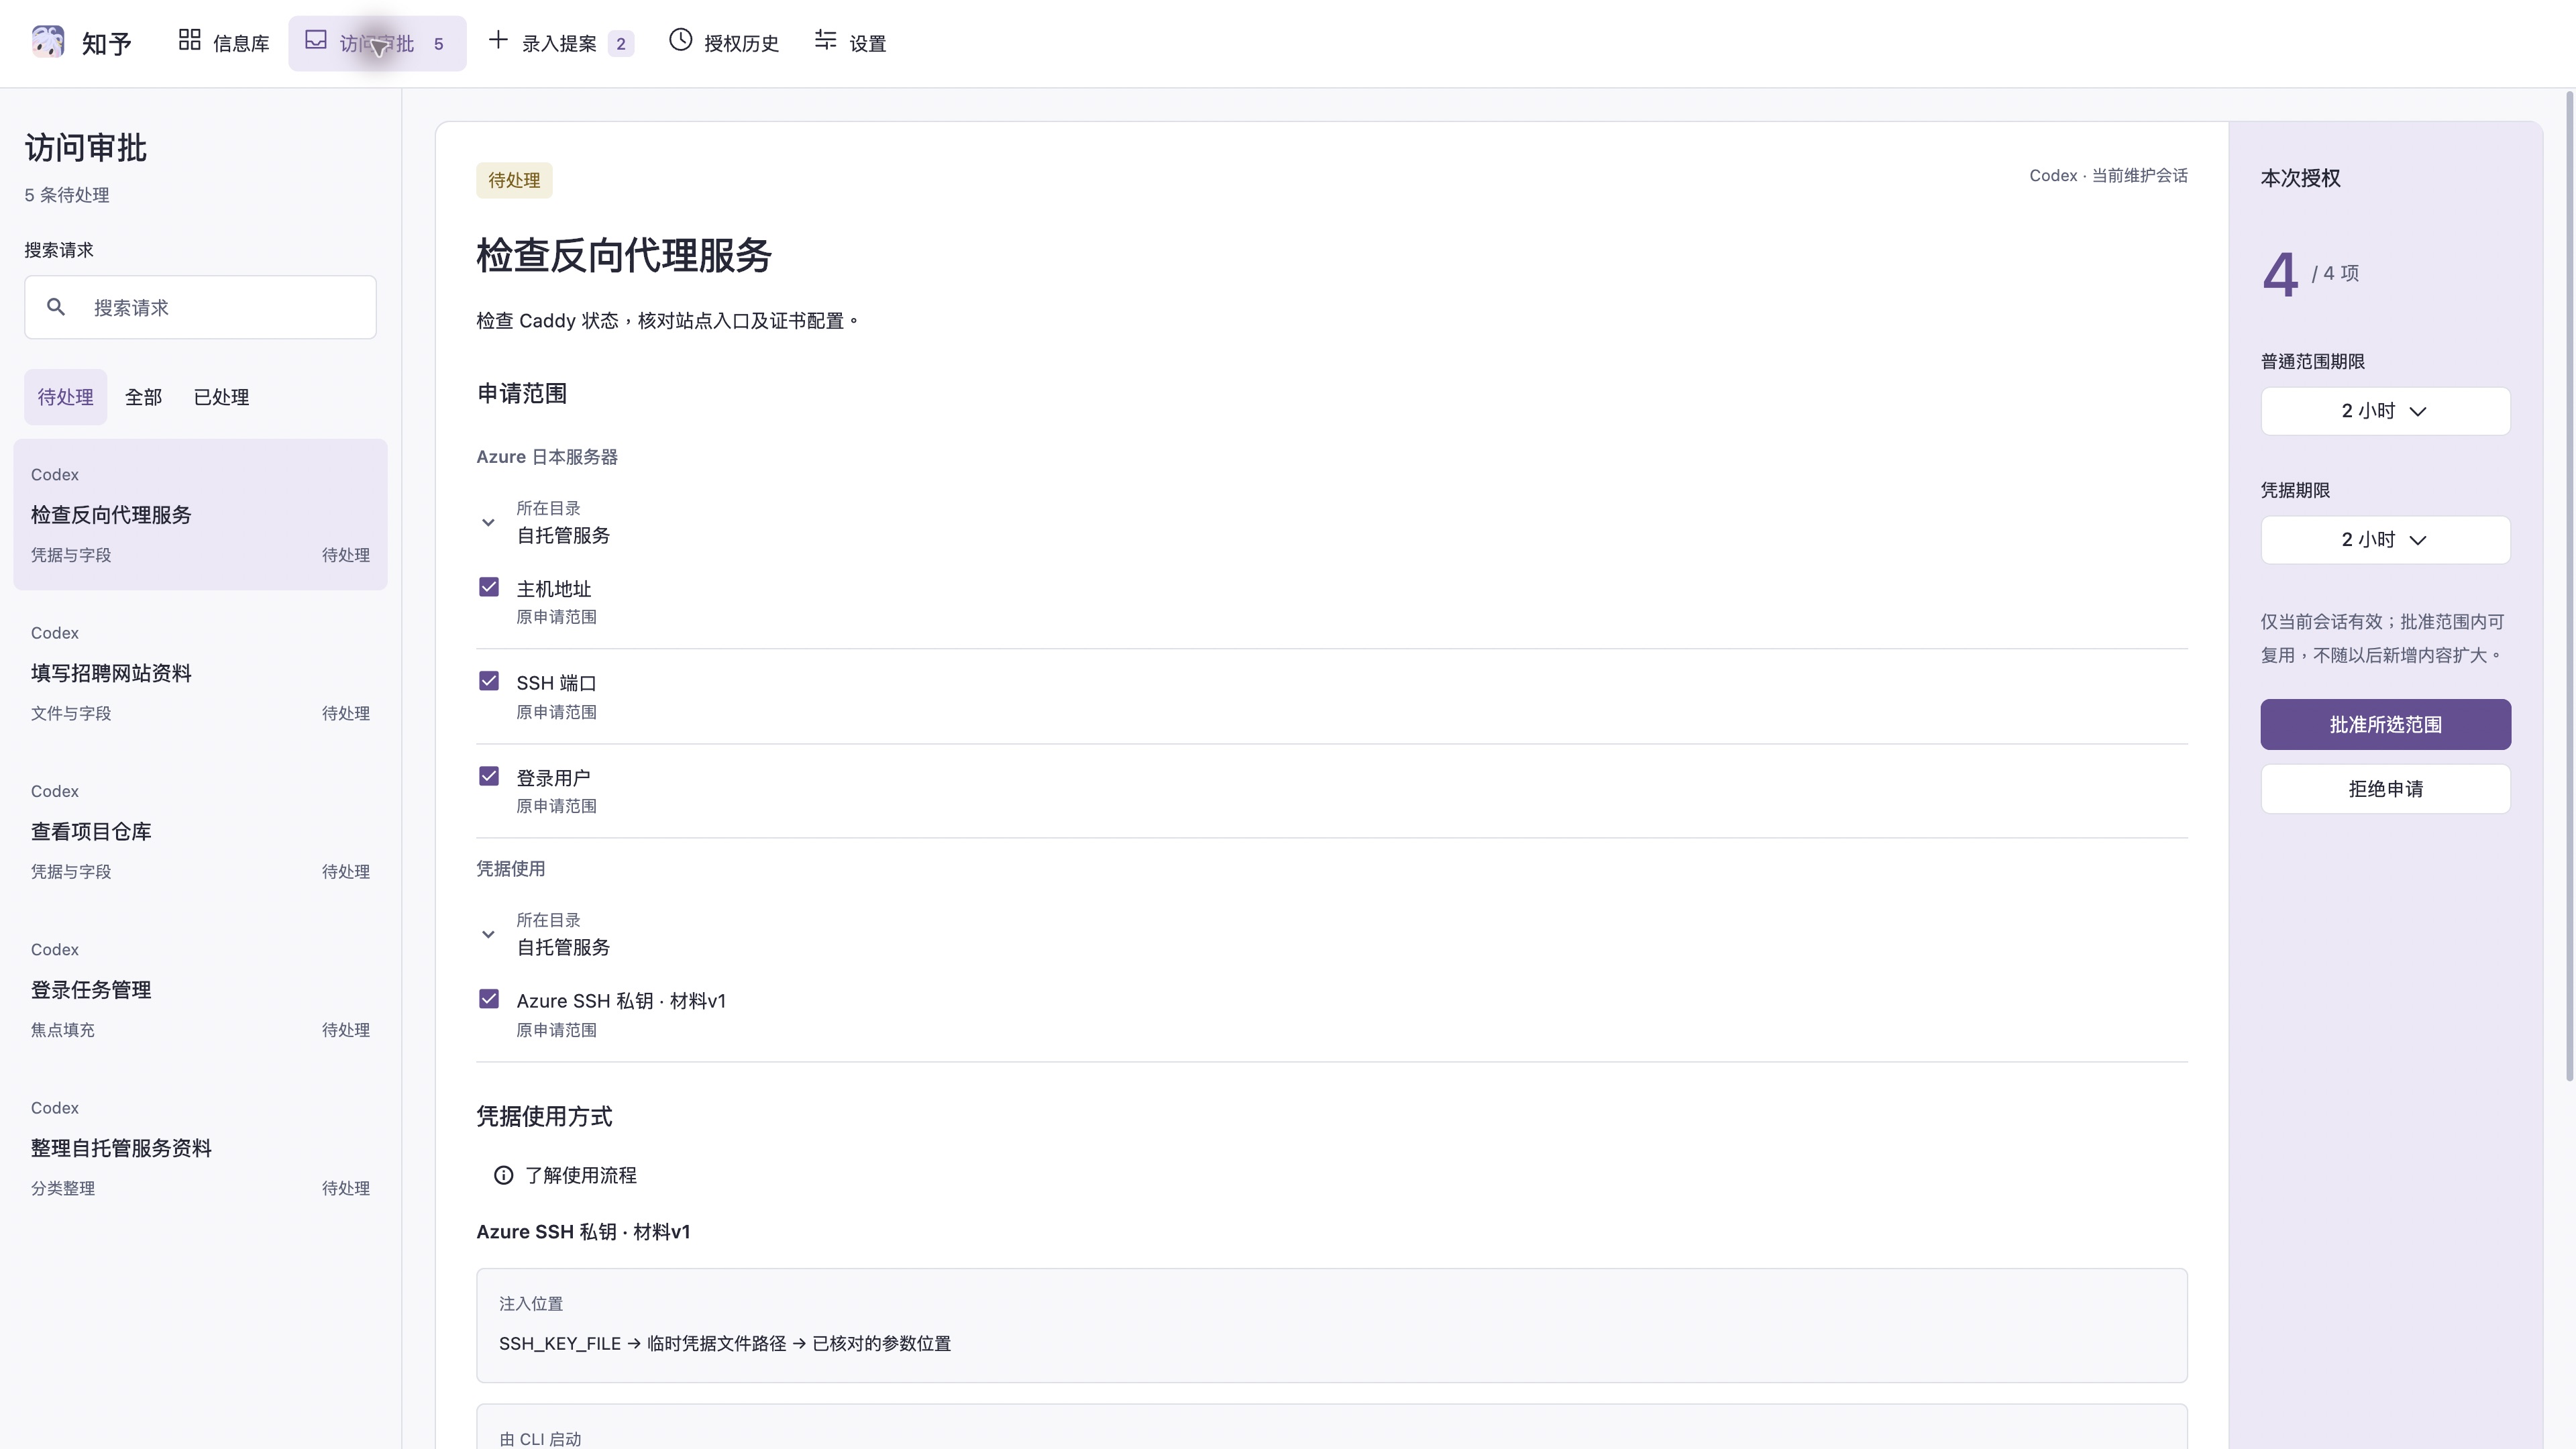 知予
信息库
访问审批 5
录入提案 2
授权历史
设置
访问审批
5 条待处理
搜索请求
搜索请求
待处理 全部 已处理
Codex
检查反向代理服务
凭据与字段 待处理
Codex
填写招聘网站资料
文件与字段 待处理
Codex
查看项目仓库
凭据与字段 待处理
Codex
登录任务管理
焦点填充 待处理
Codex
整理自托管服务资料
分类整理 待处理
待处理
Codex · 当前维护会话
检查反向代理服务
检查 Caddy 状态，核对站点入口及证书配置。
申请范围
Azure 日本服务器
所在目录
自托管服务
主机地址
原申请范围
SSH 端口
原申请范围
登录用户
原申请范围
凭据使用
所在目录
自托管服务
Azure SSH 私钥 · 材料v1
原申请范围
凭据使用方式
了解使用流程
Azure SSH 私钥 · 材料v1
注入位置
SSH_KEY_FILE → 临时凭据文件路径 → 已核对的参数位置
由 CLI 启动
本次授权
4 / 4 项
普通范围期限
2 小时
凭据期限
2 小时
仅当前会话有效；批准范围内可
复用，不随以后新增内容扩大。
批准所选范围
拒绝申请